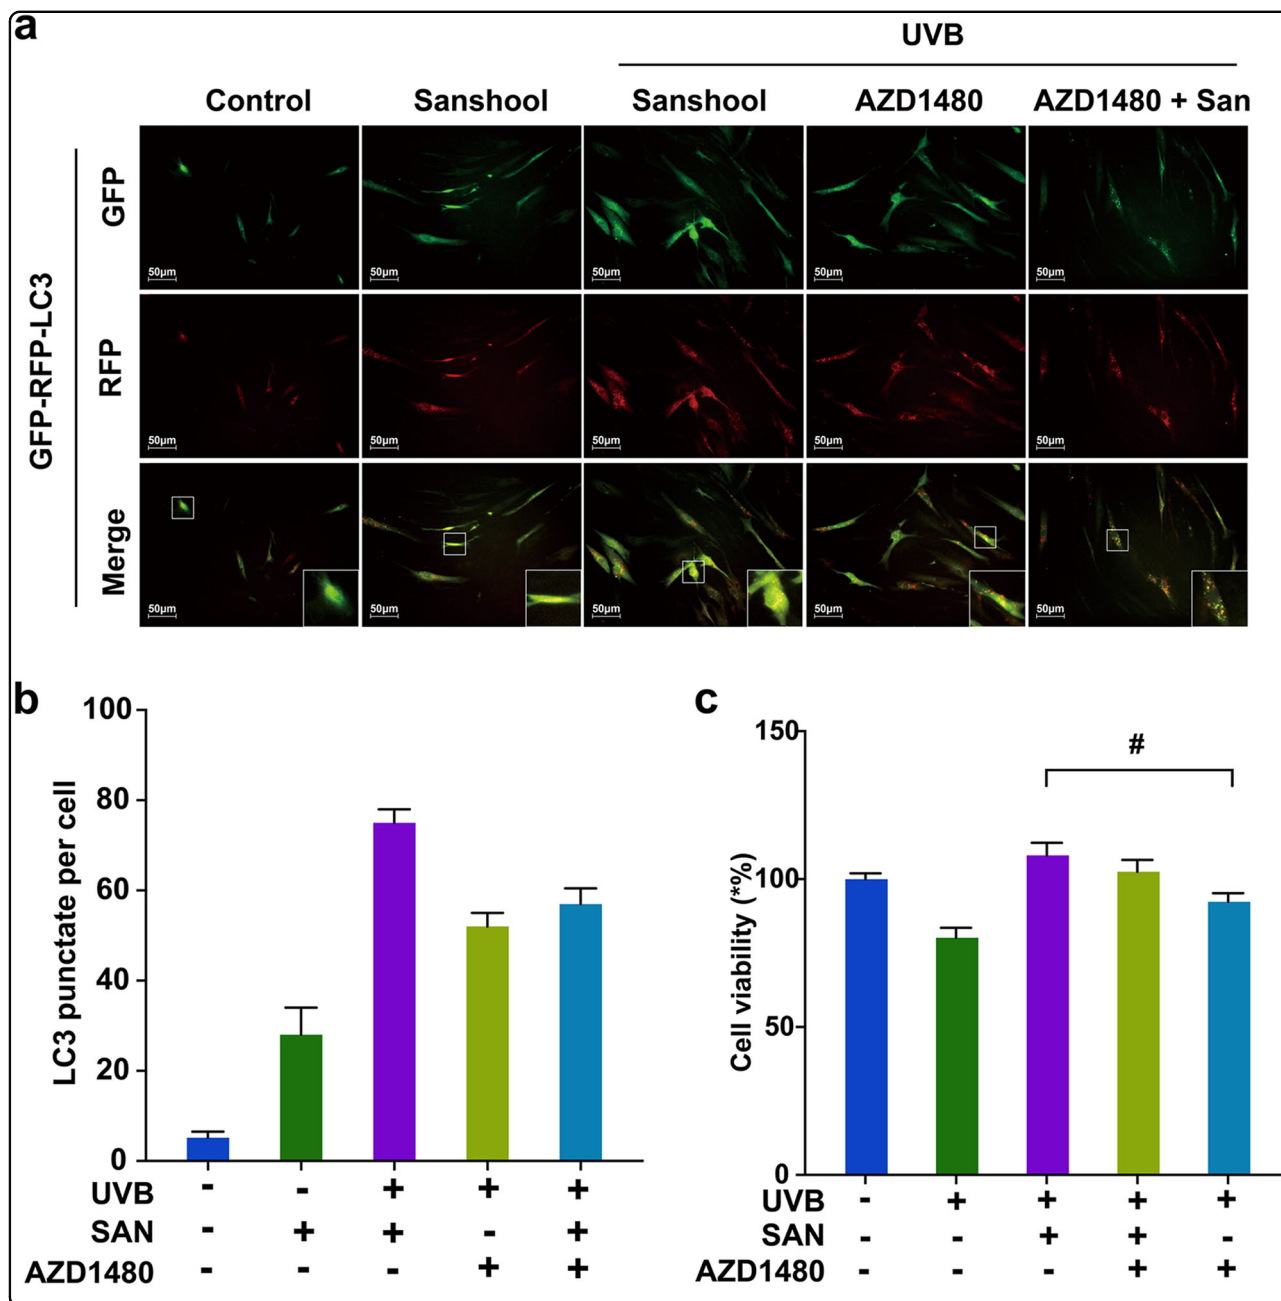 a
UVB
Control Sanshool Sanshool AZD1480 AZD1480 + San
GFP-RFP-LC3
GFP
50µm 50µm 50µm 50µm 50µm
RFP
50µm 50µm 50µm 50µm 50µm
Merge
50µm 50µm 50µm 50µm 50µm
b
LC3 punctate per cell
100
80
60
40
20
0
UVB - - + + +
SAN - + + - +
AZD1480 - - - + +
c
Cell viability (*%)
150
100
50
0
#
UVB - + + + +
SAN - - + + -
AZD1480 - - - + +